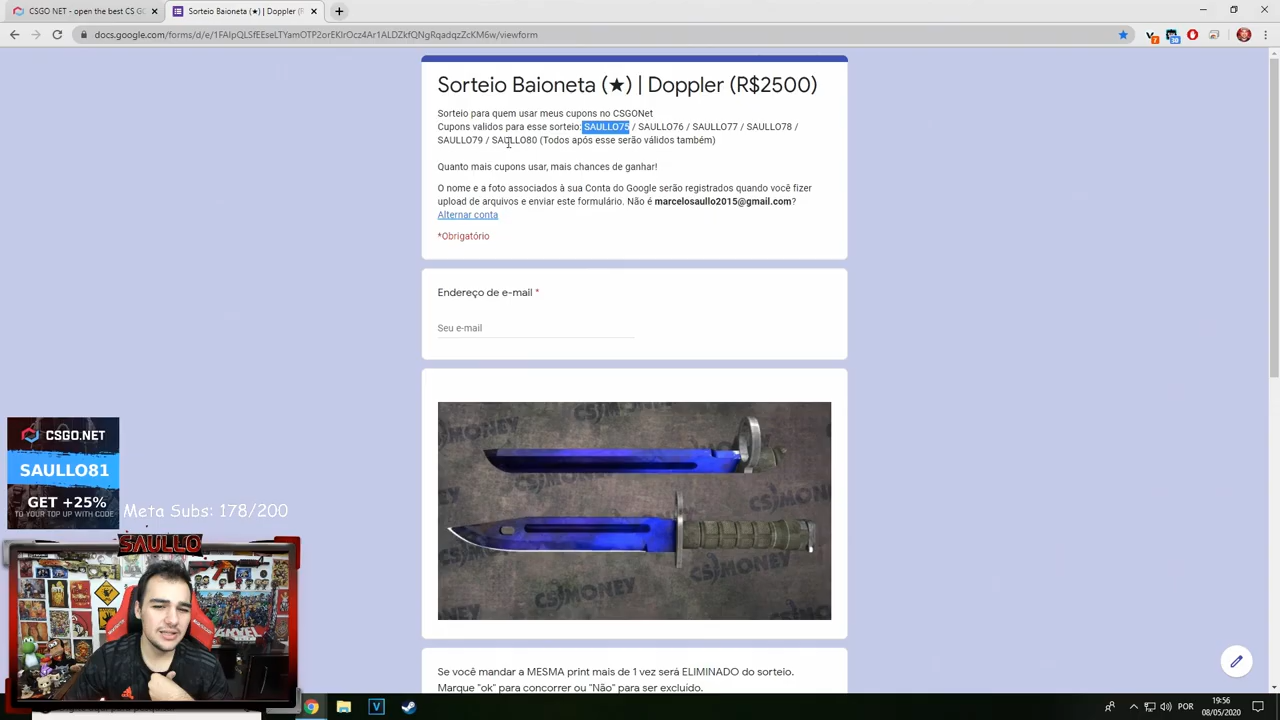 CSGO.NET - the best CS GO
Sorteio Baioneta (★) | Doppler (R
docs.google.com/forms/d/e/1FAIpQLSfEEseLTYamOTP2orEKIrOcz4Ar1ALDZkfQNgRqadqzZcKM6w/viewform
Sorteio Baioneta (★) | Doppler (R$2500)
Sorteio para quem usar meus cupons no CSGONet
Cupons validos para esse sorteio: SAULLO75 / SAULLO76 / SAULLO77 / SAULLO78 /
SAULLO79 / SAULLO80 (Todos após esse serão válidos também)
Quanto mais cupons usar, mais chances de ganhar!
O nome e a foto associados à sua Conta do Google serão registrados quando você fizer
upload de arquivos e enviar este formulário. Não é marcelosaullo2015@gmail.com?
Alternar conta
*Obrigatório
Endereço de e-mail *
Seu e-mail
CS.MONEY
CS.MONEY
Se você mandar a MESMA print mais de 1 vez será ELIMINADO do sorteio.
Marque "ok" para concorrer ou "Não" para ser excluído.
CSGO.NET
SAULLO81
GET +25%
TO YOUR TOP UP WITH CODE
Meta Subs: 178/200
SAULLO
MARVEL
POR
19:56
08/05/2020